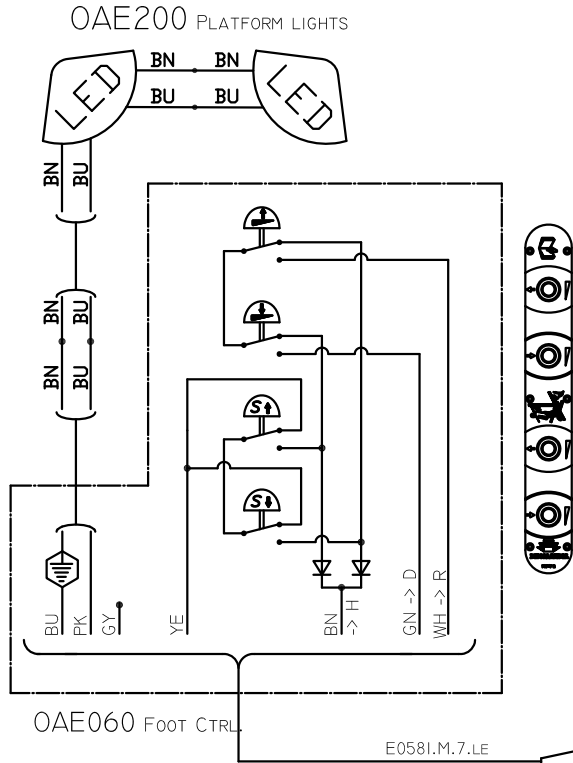 OAE200 PLATFORM LIGHTS
BN BN
BU BU
LED LED
BN BU
BN BU
BN BU
S
S
BU PK GY YE BN -> H GN -> D WH -> R
OAE060 FOOT CTRL.
E0581.M.7.LE